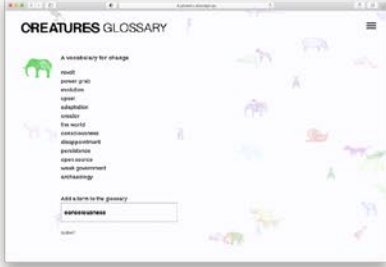 CREATURES GLOSSARY
A vocabulary for change
revolt
power grab
evolution
upset
adaptation
creator
the world
consciousness
disappointment
persistence
open source
weak government
archaeology
Add a term to the glossary
consciousness
SUBMIT